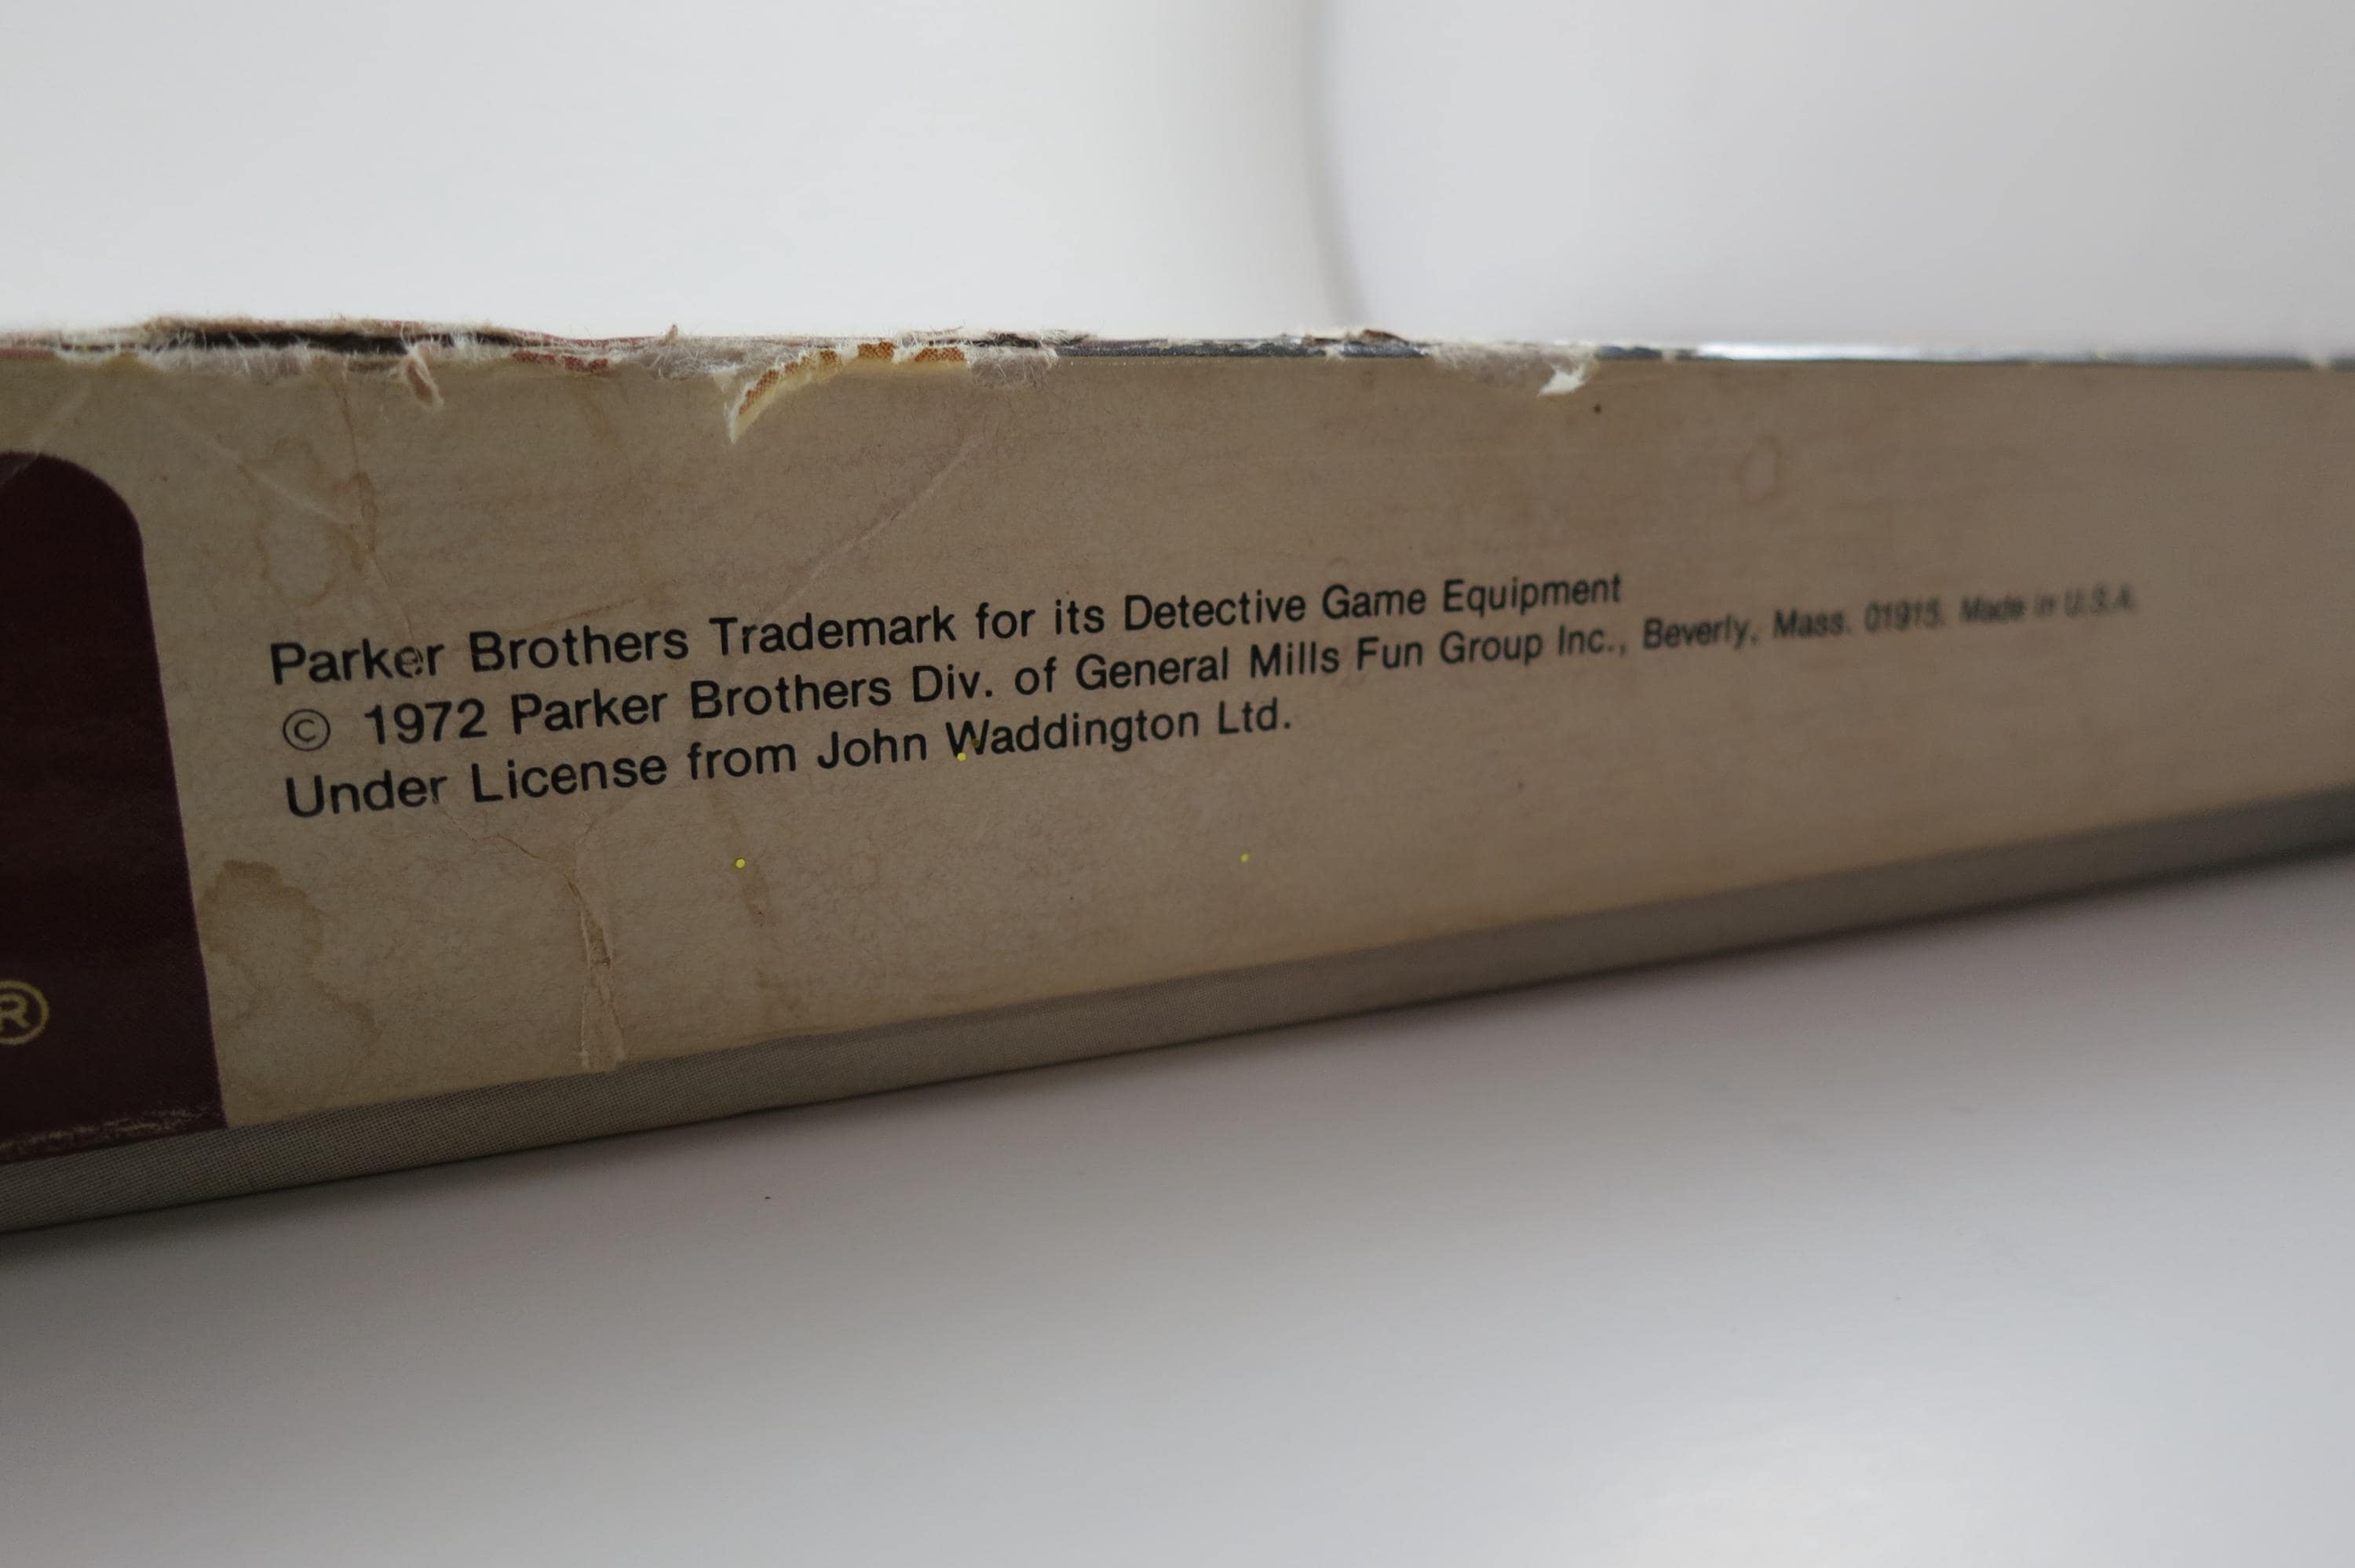 Parker Brothers Trademark for its Detective Game Equipment
© 1972 Parker Brothers Div. of General Mills Fun Group Inc., Beverly, Mass. 01915. Made in U.S.A.
Under License from John Waddington Ltd.
®